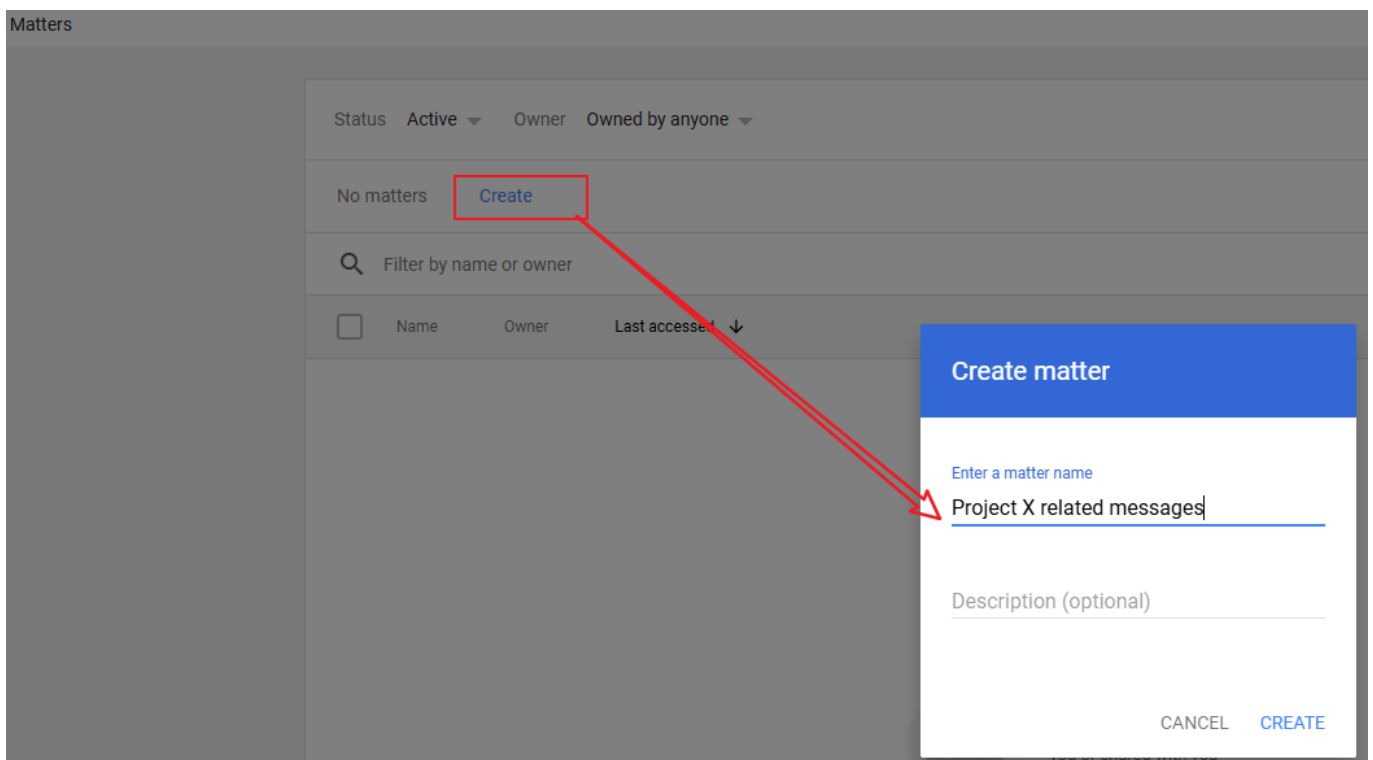 Matters
Status Active Owner Owned by anyone
No matters Create
Filter by name or owner
Name Owner Last accessed
Create matter
Enter a matter name
Project X related messages
Description (optional)
CANCEL CREATE